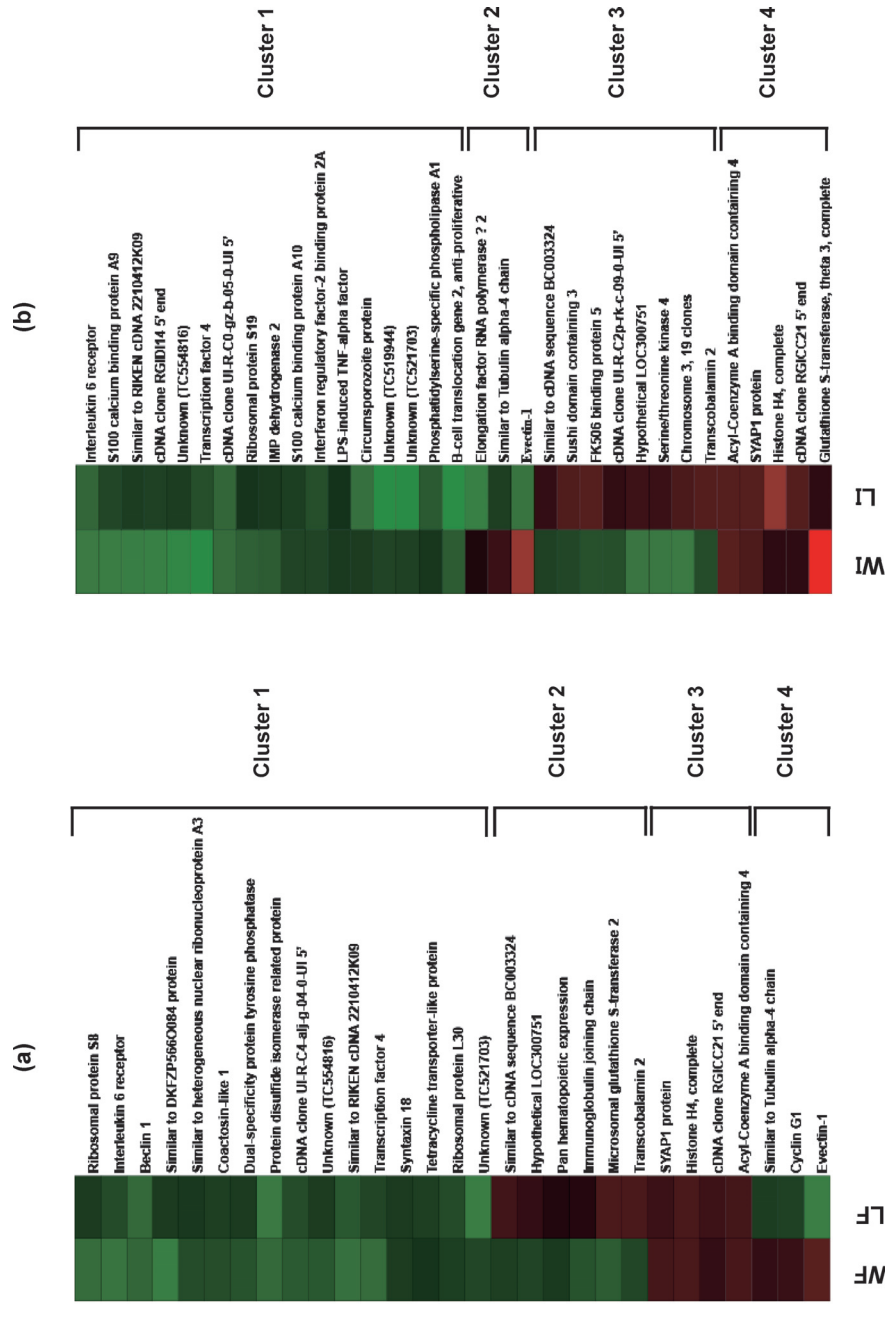 (a)
Ribosomal protein S8
Interleukin 6 receptor
Beclin 1
Similar to DKFZP566O084 protein
Similar to heterogeneous nuclear ribonucleoprotein A3
Coactosin-like 1
Dual-specificity protein tyrosine phosphatase
Protein disulfide isomerase related protein
cDNA clone UI-R-C4-alj-g-04-0-UI 5'
Unknown (TC554816)
Similar to RIKEN cDNA 2210412K09
Transcription factor 4
Syntaxin 18
Tetracycline transporter-like protein
Ribosomal protein L30
Unknown (TC521703)
Similar to cDNA sequence BC003324
Hypothetical LOC300751
Pan hematopoietic expression
Immunoglobulin joining chain
Microsomal glutathione S-transferase 2
Transcobalamin 2
SYAP1 protein
Histone H4, complete
cDNA clone RGICC21 5' end
Acyl-Coenzyme A binding domain containing 4
Similar to Tubulin alpha-4 chain
Cyclin G1
Evectin-1
Cluster 1
Cluster 2
Cluster 3
Cluster 4
WF
LF
(b)
Interleukin 6 receptor
S100 calcium binding protein A9
Similar to RIKEN cDNA 2210412K09
cDNA clone RGIDI14 5' end
Unknown (TC554816)
Transcription factor 4
cDNA clone UI-R-C0-gz-b-05-0-UI 5'
Ribosomal protein S19
IMP dehydrogenase 2
S100 calcium binding protein A10
Interferon regulatory factor-2 binding protein 2A
LPS-induced TNF-alpha factor
Circumsporozoite protein
Unknown (TC519944)
Unknown (TC521703)
Phosphatidylserine-specific phospholipase A1
B-cell translocation gene 2, anti-proliferative
Elongation factor RNA polymerase ? 2
Similar to Tubulin alpha-4 chain
Evectin-1
Similar to cDNA sequence BC003324
Sushi domain containing 3
FK506 binding protein 5
cDNA clone UI-R-C2p-rk-c-09-0-UI 5'
Hypothetical LOC300751
Serine/threonine kinase 4
Chromosome 3, 19 clones
Transcobalamin 2
Acyl-Coenzyme A binding domain containing 4
SYAP1 protein
Histone H4, complete
cDNA clone RGICC21 5' end
Glutathione S-transferase, theta 3, complete
Cluster 1
Cluster 2
Cluster 3
Cluster 4
WI
LI